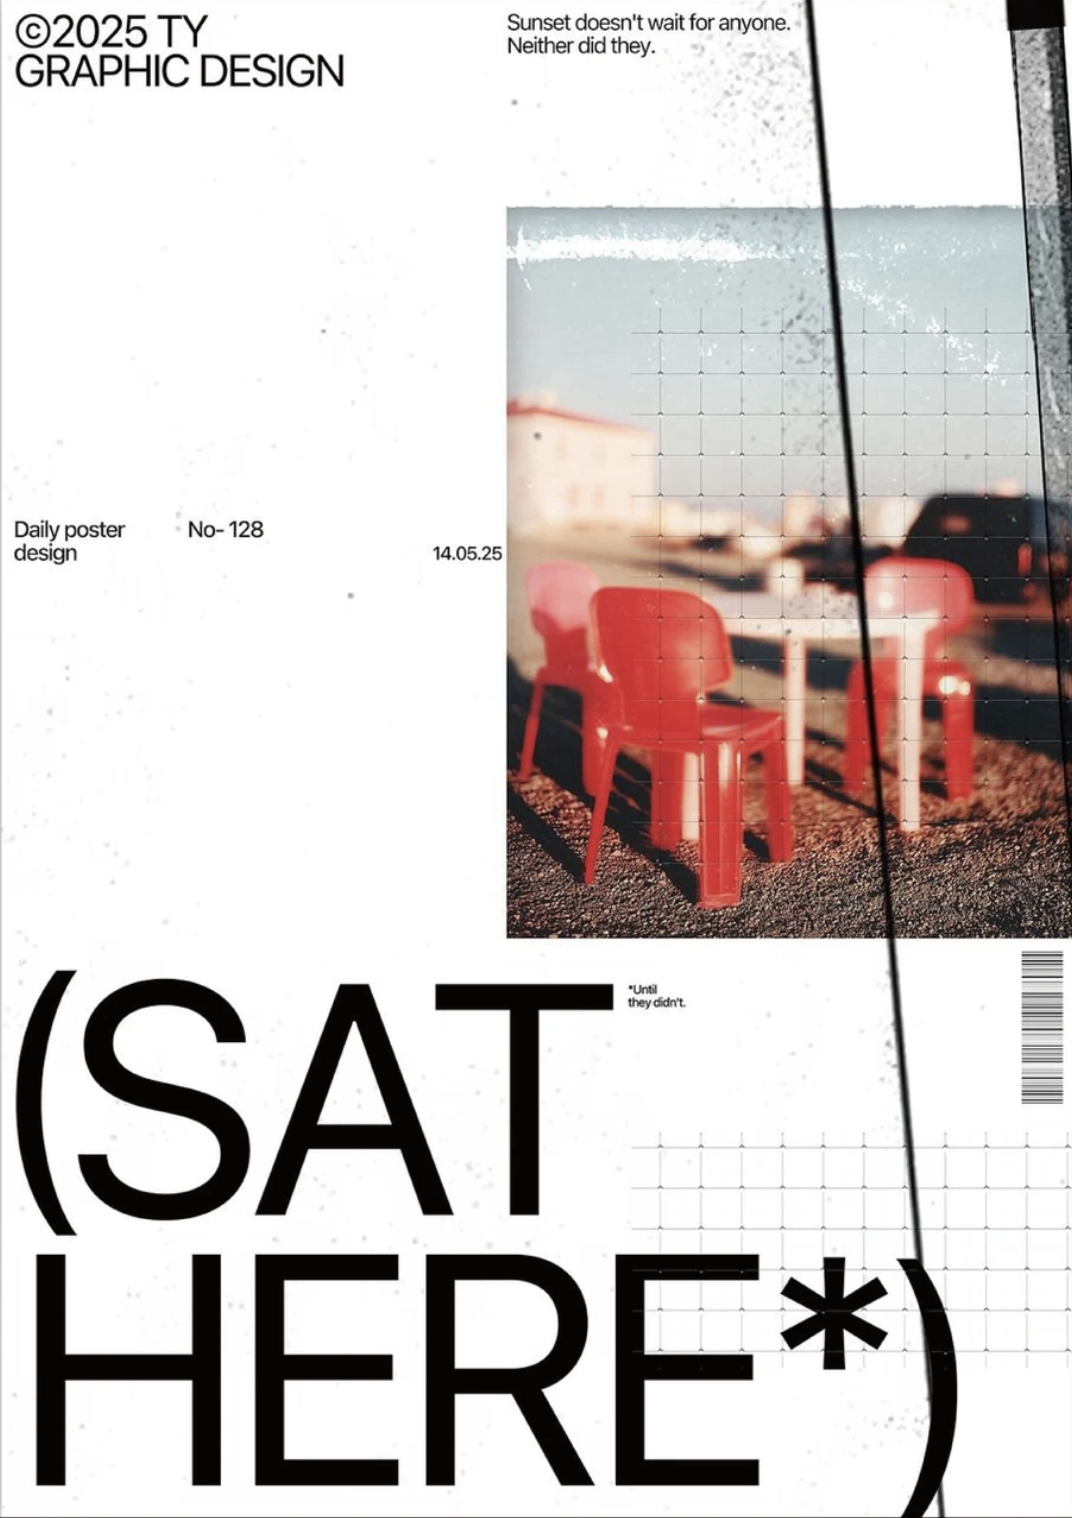 ©2025 TY
GRAPHIC DESIGN
Sunset doesn't wait for anyone.
Neither did they.
Daily poster
design
No- 128
14.05.25
(SAT
*Until
they didn't.
HERE*)